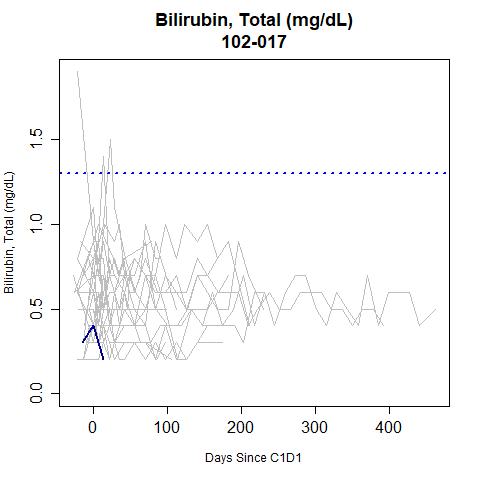 Bilirubin, Total (mg/dL)
102-017
Bilirubin, Total (mg/dL)
1.5
1.0
0.5
0.0
0 100 200 300 400
Days Since C1D1